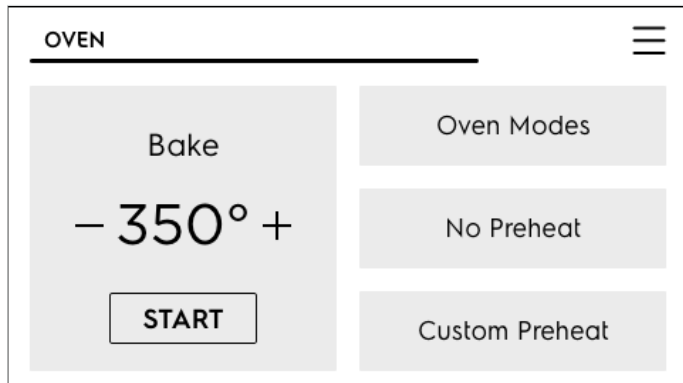 OVEN
Bake
− 350° +
START
Oven Modes
No Preheat
Custom Preheat